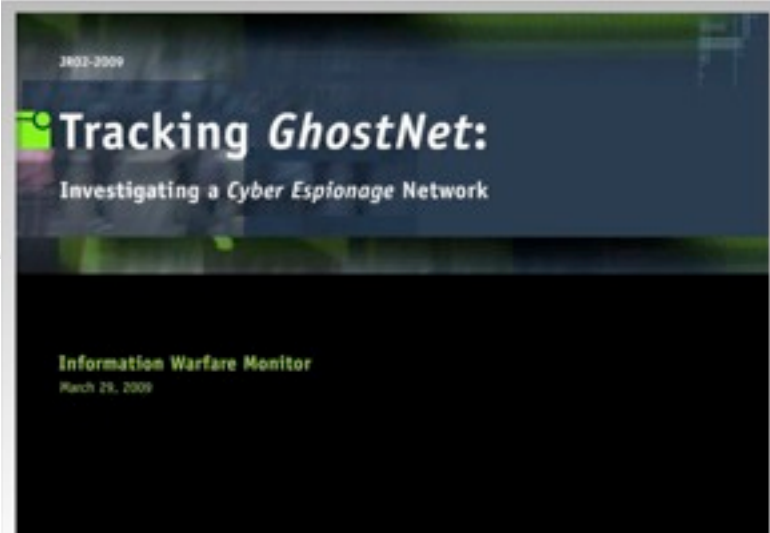 JR02-2009
Tracking GhostNet:
Investigating a Cyber Espionage Network
Information Warfare Monitor
March 29, 2009